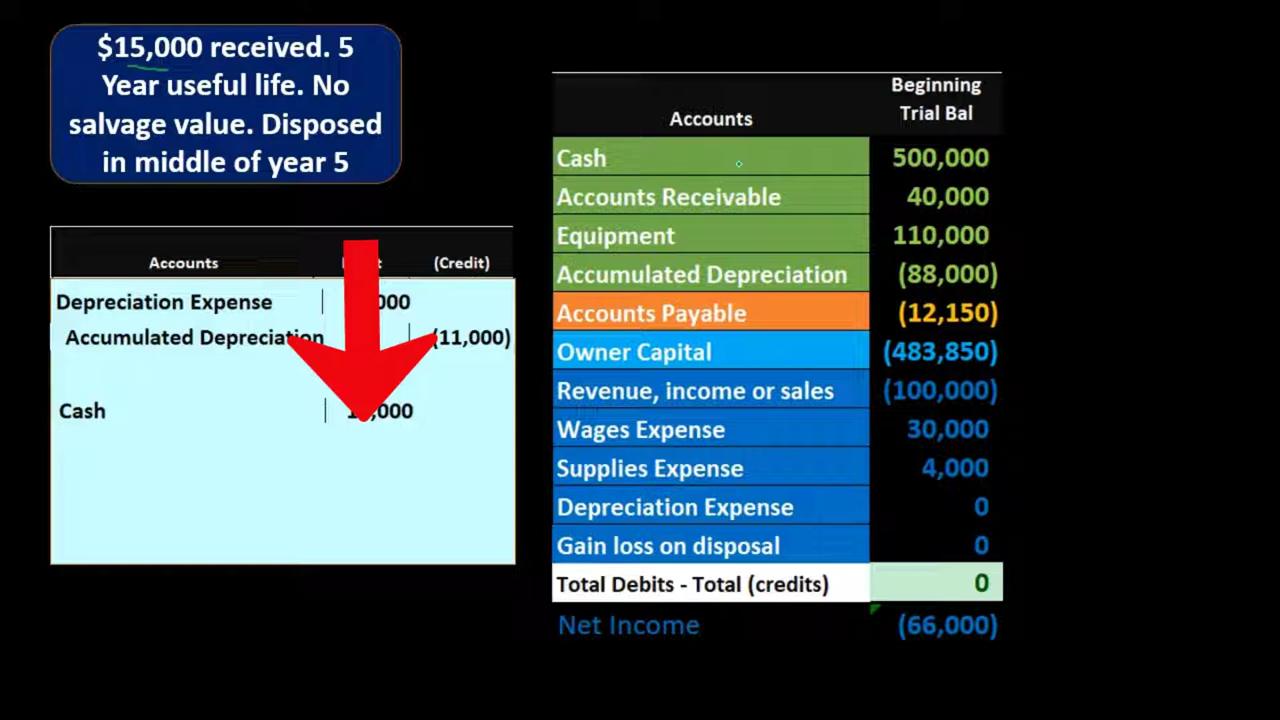 $15,000 received. 5
Year useful life. No
salvage value. Disposed
in middle of year 5
Accounts (Credit)
Depreciation Expense 000
Accumulated Depreciation (11,000)
Cash ,000
Accounts Beginning Trial Bal
Cash 500,000
Accounts Receivable 40,000
Equipment 110,000
Accumulated Depreciation (88,000)
Accounts Payable (12,150)
Owner Capital (483,850)
Revenue, income or sales (100,000)
Wages Expense 30,000
Supplies Expense 4,000
Depreciation Expense 0
Gain loss on disposal 0
Total Debits - Total (credits) 0
Net Income (66,000)